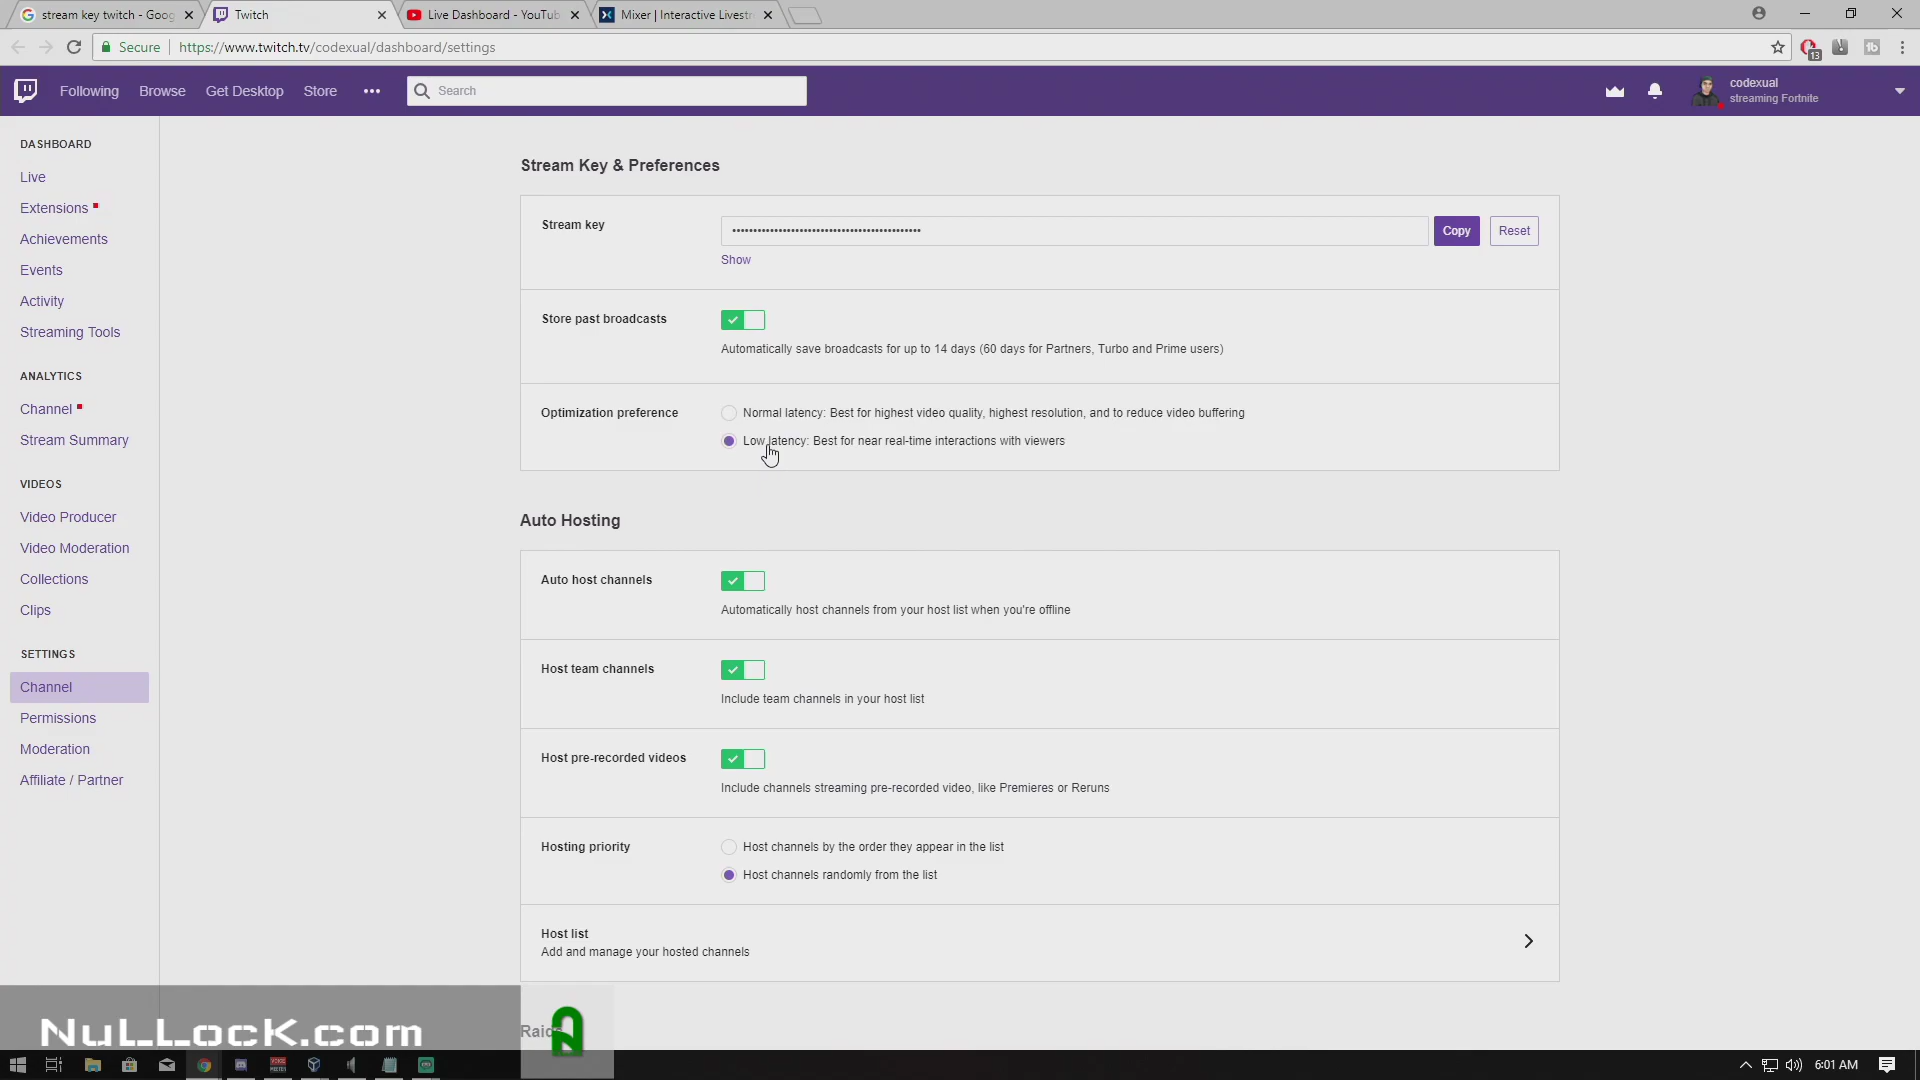 stream key twitch - Goog
Twitch
Live Dashboard - YouTub
Mixer | Interactive Livestr
Secure
https://www.twitch.tv/codexual/dashboard/settings
13
Following
Browse
Get Desktop
Store
Search
codexual
streaming Fortnite
DASHBOARD
Live
Extensions
Achievements
Events
Activity
Streaming Tools
ANALYTICS
Channel
Stream Summary
VIDEOS
Video Producer
Video Moderation
Collections
Clips
SETTINGS
Channel
Permissions
Moderation
Affiliate / Partner
Stream Key & Preferences
Stream key
Copy
Reset
Show
Store past broadcasts
Automatically save broadcasts for up to 14 days (60 days for Partners, Turbo and Prime users)
Optimization preference
Normal latency: Best for highest video quality, highest resolution, and to reduce video buffering
Low latency: Best for near real-time interactions with viewers
Auto Hosting
Auto host channels
Automatically host channels from your host list when you're offline
Host team channels
Include team channels in your host list
Host pre-recorded videos
Include channels streaming pre-recorded video, like Premieres or Reruns
Hosting priority
Host channels by the order they appear in the list
Host channels randomly from the list
Host list
Add and manage your hosted channels
NuLLocK.com
6:01 AM